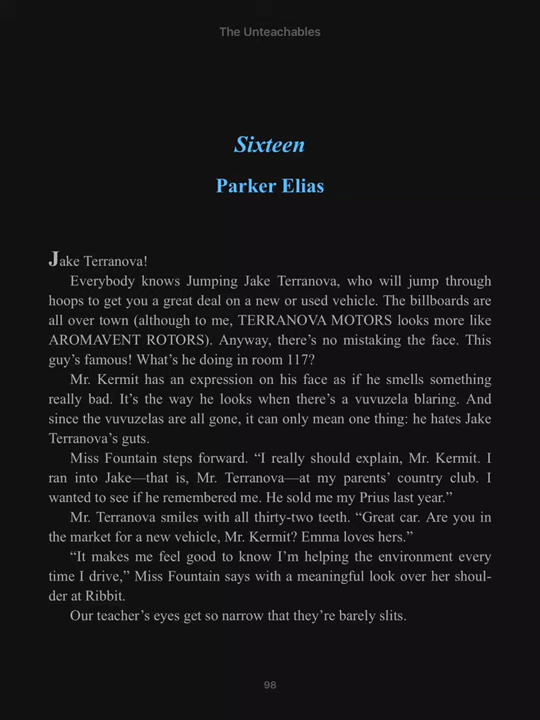 The Unteachables
Sixteen
Parker Elias
Jake Terranova!
Everybody knows Jumping Jake Terranova, who will jump through
hoops to get you a great deal on a new or used vehicle. The billboards are
all over town (although to me, TERRANOVA MOTORS looks more like
AROMAVENT ROTORS). Anyway, there’s no mistaking the face. This
guy’s famous! What’s he doing in room 117?
Mr. Kermit has an expression on his face as if he smells something
really bad. It’s the way he looks when there’s a vuvuzela blaring. And
since the vuvuzelas are all gone, it can only mean one thing: he hates Jake
Terranova’s guts.
Miss Fountain steps forward. “I really should explain, Mr. Kermit. I
ran into Jake—that is, Mr. Terranova—at my parents’ country club. I
wanted to see if he remembered me. He sold me my Prius last year.”
Mr. Terranova smiles with all thirty-two teeth. “Great car. Are you in
the market for a new vehicle, Mr. Kermit? Emma loves hers.”
“It makes me feel good to know I’m helping the environment every
time I drive,” Miss Fountain says with a meaningful look over her shoul-
der at Ribbit.
Our teacher’s eyes get so narrow that they’re barely slits.
98